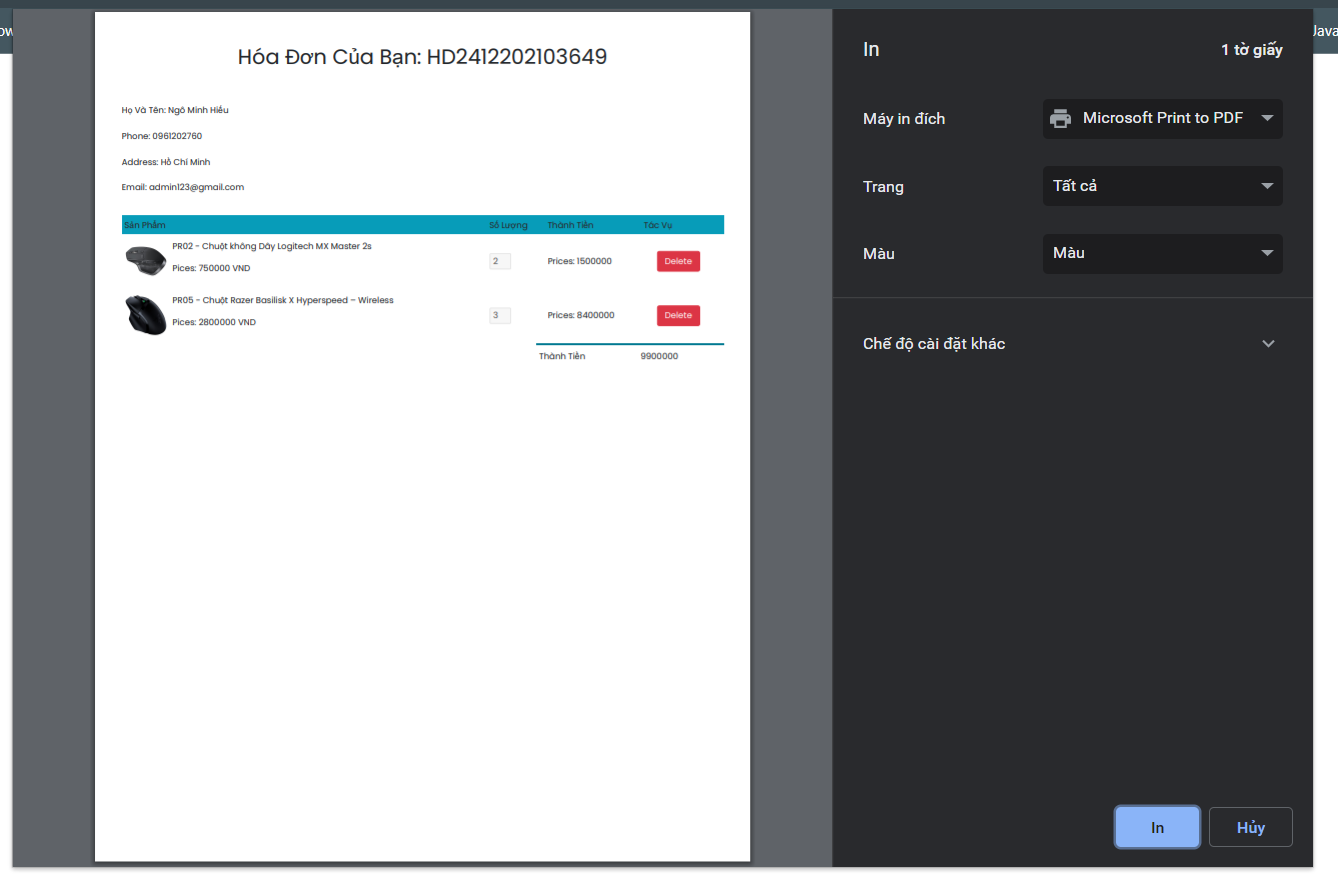 ow
Java
Hóa Đơn Của Bạn: HD2412202103649
Họ Và Tên: Ngô Minh Hiếu
Phone: 0961202760
Address: Hồ Chí Minh
Email: admin123@gmail.com
Sản Phẩm Số Lượng Thành Tiền Tác Vụ
PR02 - Chuột không Dây Logitech MX Master 2s
Pices: 750000 VND
2
Prices: 1500000
Delete
PR05 - Chuột Razer Basilisk X Hyperspeed – Wireless
Pices: 2800000 VND
3
Prices: 8400000
Delete
Thành Tiền 9900000
In
1 tờ giấy
Máy in đích
Microsoft Print to PDF
Trang
Tất cả
Màu
Màu
Chế độ cài đặt khác
In
Hủy